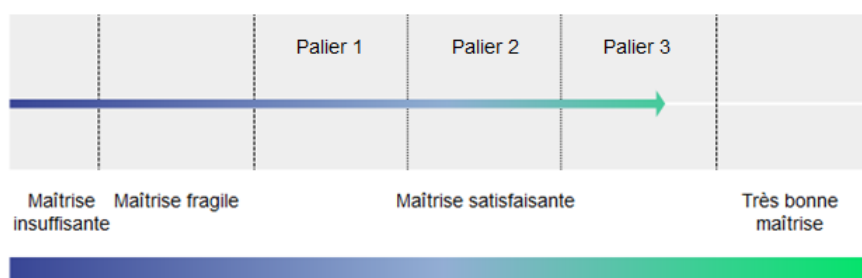 Palier 1 Palier 2 Palier 3
Maîtrise insuffisante
Maîtrise fragile
Maîtrise satisfaisante
Très bonne maîtrise